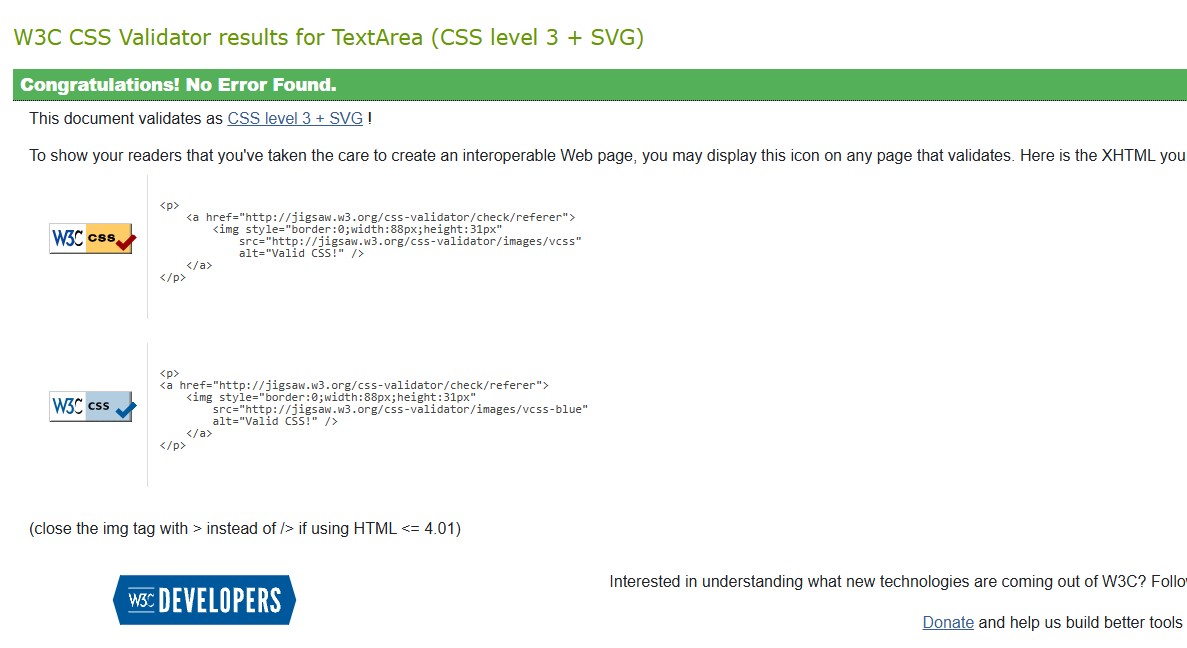 W3C CSS Validator results for TextArea (CSS level 3 + SVG)
Congratulations! No Error Found.
This document validates as CSS level 3 + SVG !
To show your readers that you've taken the care to create an interoperable Web page, you may display this icon on any page that validates. Here is the XHTML you
W3C css
<p>
<a href="http://jigsaw.w3.org/css-validator/check/referer">
<img style="border:0;width:88px;height:31px"
src="http://jigsaw.w3.org/css-validator/images/vcss"
alt="Valid CSS!" />
</a>
</p>
W3C css
<p>
<a href="http://jigsaw.w3.org/css-validator/check/referer">
<img style="border:0;width:88px;height:31px"
src="http://jigsaw.w3.org/css-validator/images/vcss-blue"
alt="Valid CSS!" />
</a>
</p>
(close the img tag with > instead of /> if using HTML <= 4.01)
W3C DEVELOPERS
Interested in understanding what new technologies are coming out of W3C? Follo
Donate and help us build better tools